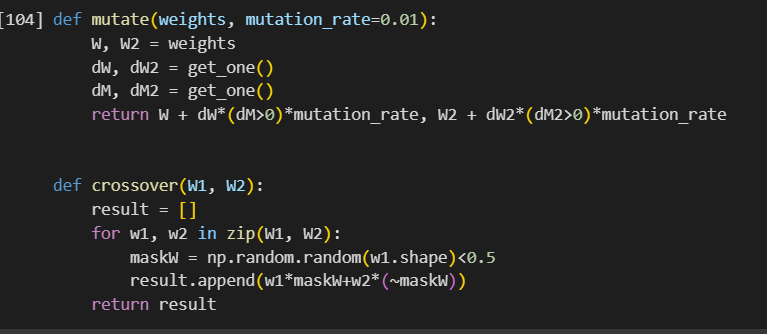 [104] def mutate(weights, mutation_rate=0.01):
W, W2 = weights
dW, dW2 = get_one()
dM, dM2 = get_one()
return W + dW*(dM>0)*mutation_rate, W2 + dW2*(dM2>0)*mutation_rate
def crossover(W1, W2):
result = []
for w1, w2 in zip(W1, W2):
maskW = np.random.random(w1.shape)<0.5
result.append(w1*maskW+w2*(~maskW))
return result